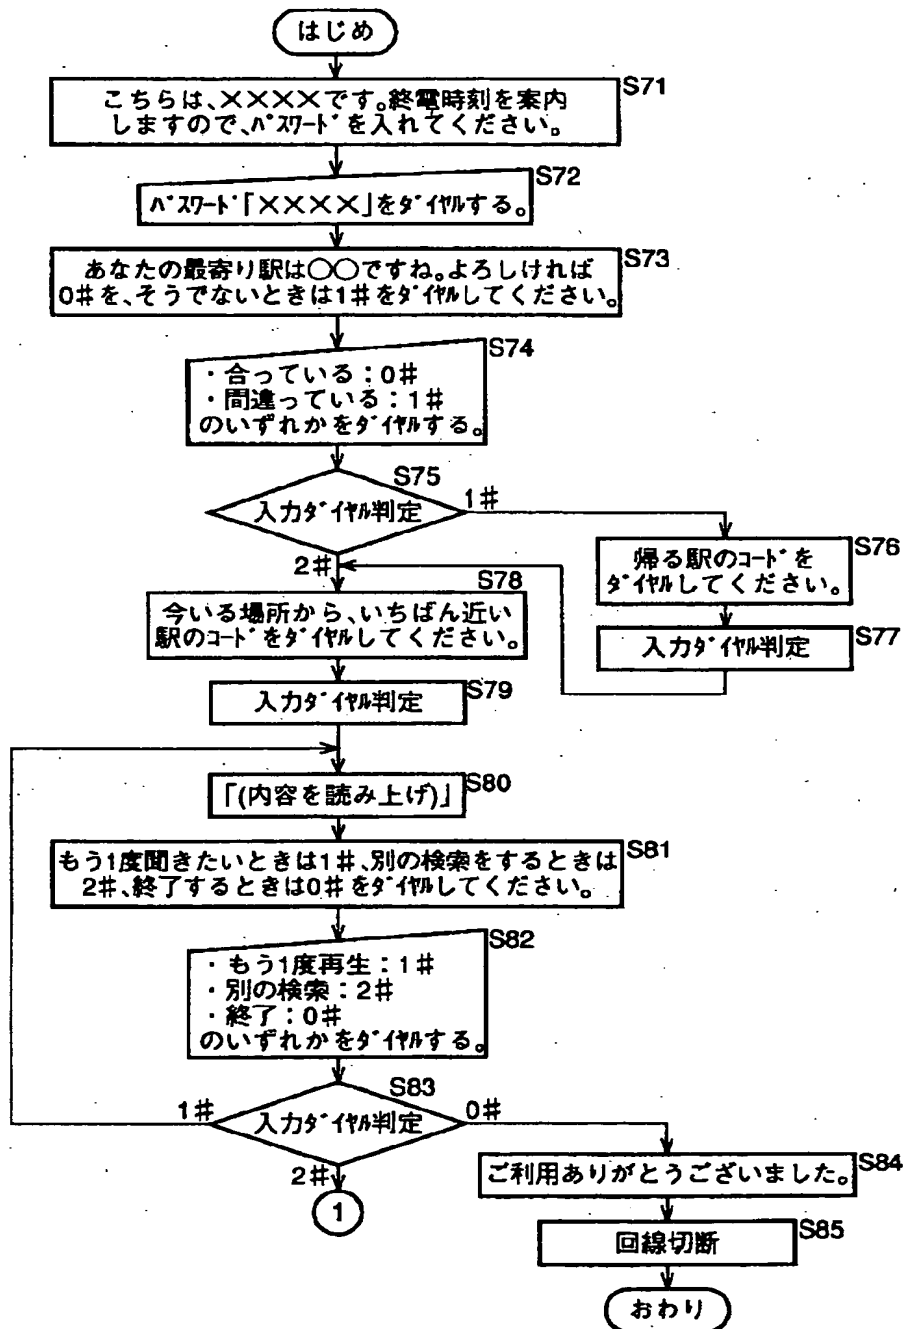 はじめ
S71
こちらは、××××です。終電時刻を案内
しますので、ﾊﾟｽﾜｰﾄﾞを入れてください。
S72
ﾊﾟｽﾜｰﾄﾞ「××××」をﾀﾞｲﾔﾙする。
S73
あなたの最寄り駅は○○ですね。よろしければ
0#を、そうでないときは1#をﾀﾞｲﾔﾙしてください。
S74
・合っている：0#
・間違っている：1#
のいずれかをﾀﾞｲﾔﾙする。
S75
入力ﾀﾞｲﾔﾙ判定
1#
2#
S76
帰る駅のｺｰﾄﾞを
ﾀﾞｲﾔﾙしてください。
S77
入力ﾀﾞｲﾔﾙ判定
S78
今いる場所から、いちばん近い
駅のｺｰﾄﾞをﾀﾞｲﾔﾙしてください。
S79
入力ﾀﾞｲﾔﾙ判定
S80
「(内容を読み上げ)」
S81
もう1度聞きたいときは1#、別の検索をするときは
2#、終了するときは0#をﾀﾞｲﾔﾙしてください。
S82
・もう1度再生：1#
・別の検索：2#
・終了：0#
のいずれかをﾀﾞｲﾔﾙする。
S83
1#
入力ﾀﾞｲﾔﾙ判定
0#
2#
1
S84
ご利用ありがとうございました。
S85
回線切断
おわり